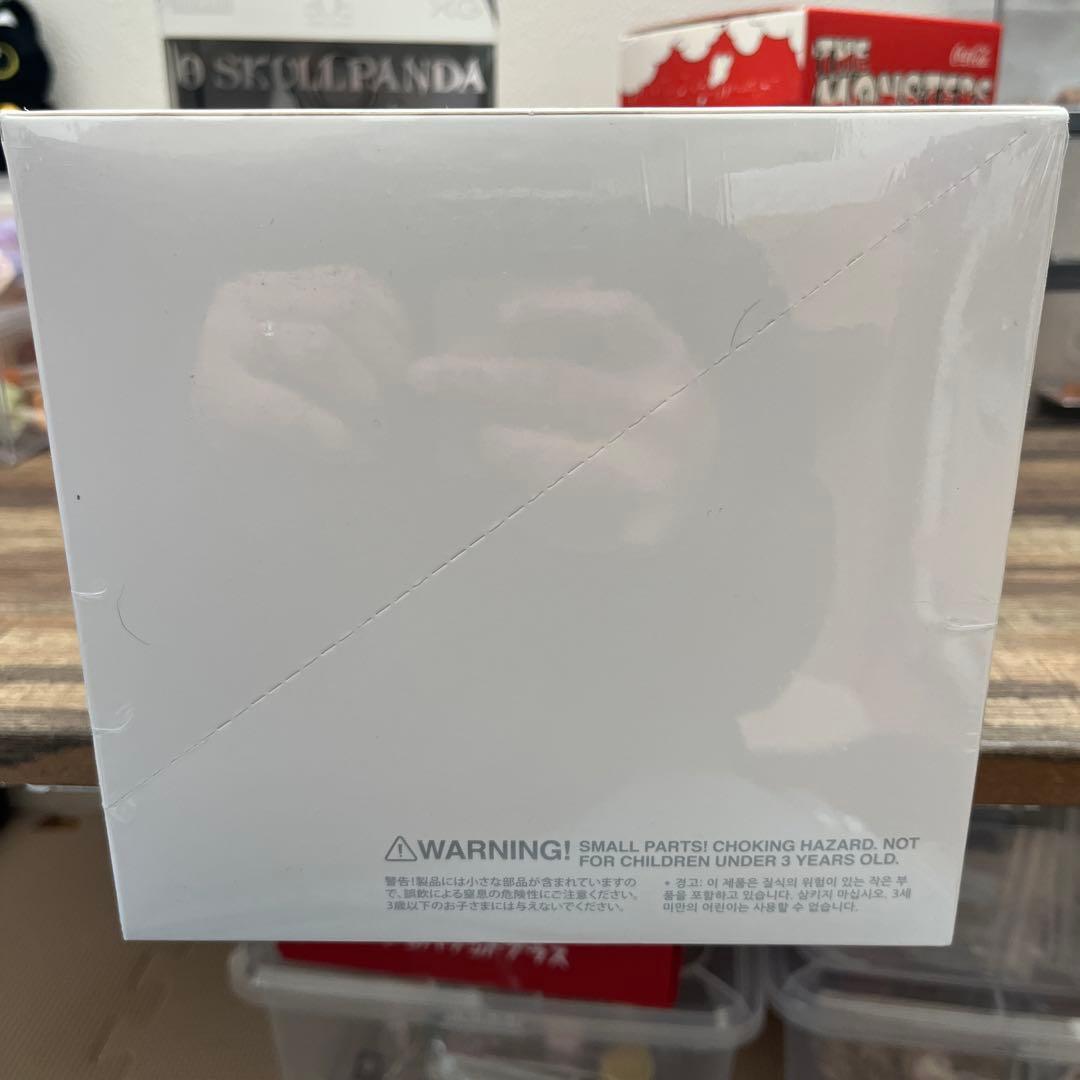 SKULLPANDA
Coca-Cola
THE
MONSTERS
⚠WARNING! SMALL PARTS! CHOKING HAZARD. NOT
FOR CHILDREN UNDER 3 YEARS OLD.
警告!製品には小さな部品が含まれていますの
で、誤飲による窒息の危険性にご注意ください。
3歳以下のお子さまには与えないでください。
• 경고: 이 제품은 질식의 위험이 있는 작은 부
품을 포함하고 있습니다. 삼키지 마십시오. 3세
미만의 어린이는 사용할 수 없습니다.